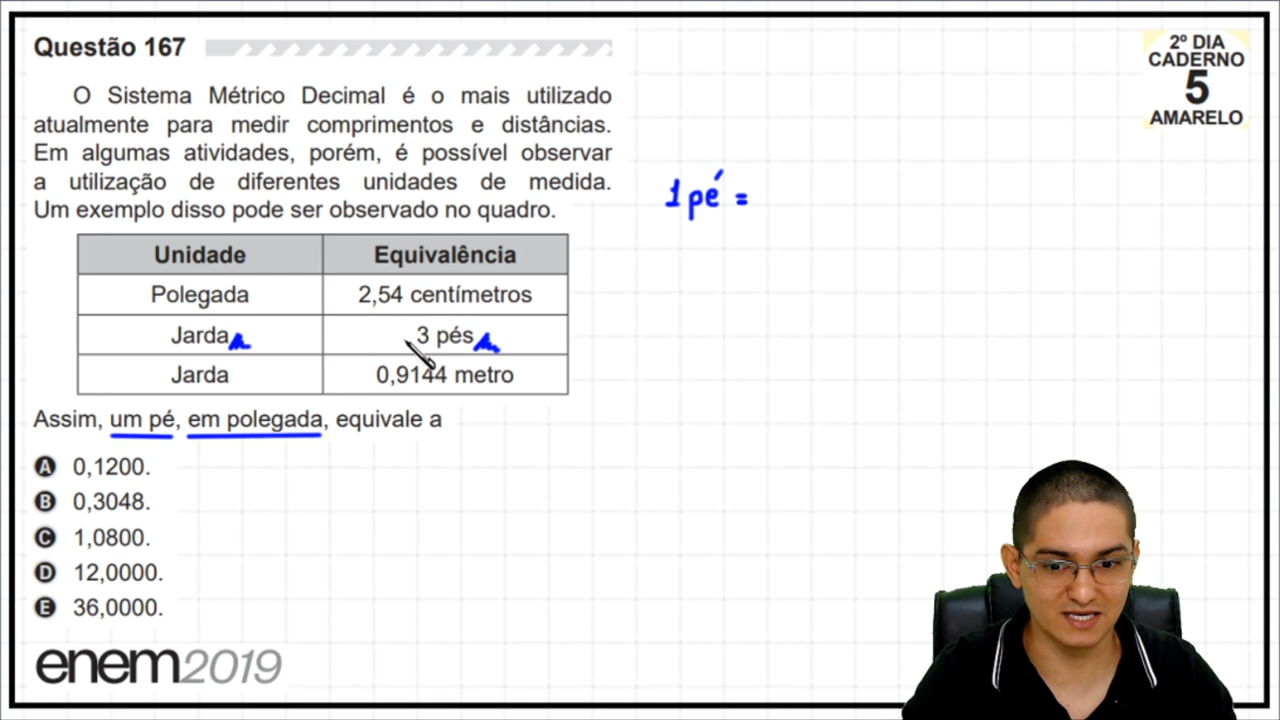 Questão 167
O Sistema Métrico Decimal é o mais utilizado
atualmente para medir comprimentos e distâncias.
Em algumas atividades, porém, é possível observar
a utilização de diferentes unidades de medida.
Um exemplo disso pode ser observado no quadro.
Unidade Equivalência
Polegada 2,54 centímetros
Jarda 3 pés
Jarda 0,9144 metro
Assim, um pé, em polegada, equivale a
A 0,1200.
B 0,3048.
C 1,0800.
D 12,0000.
E 36,0000.
enem2019
1 pé =
2º DIA
CADERNO
5
AMARELO